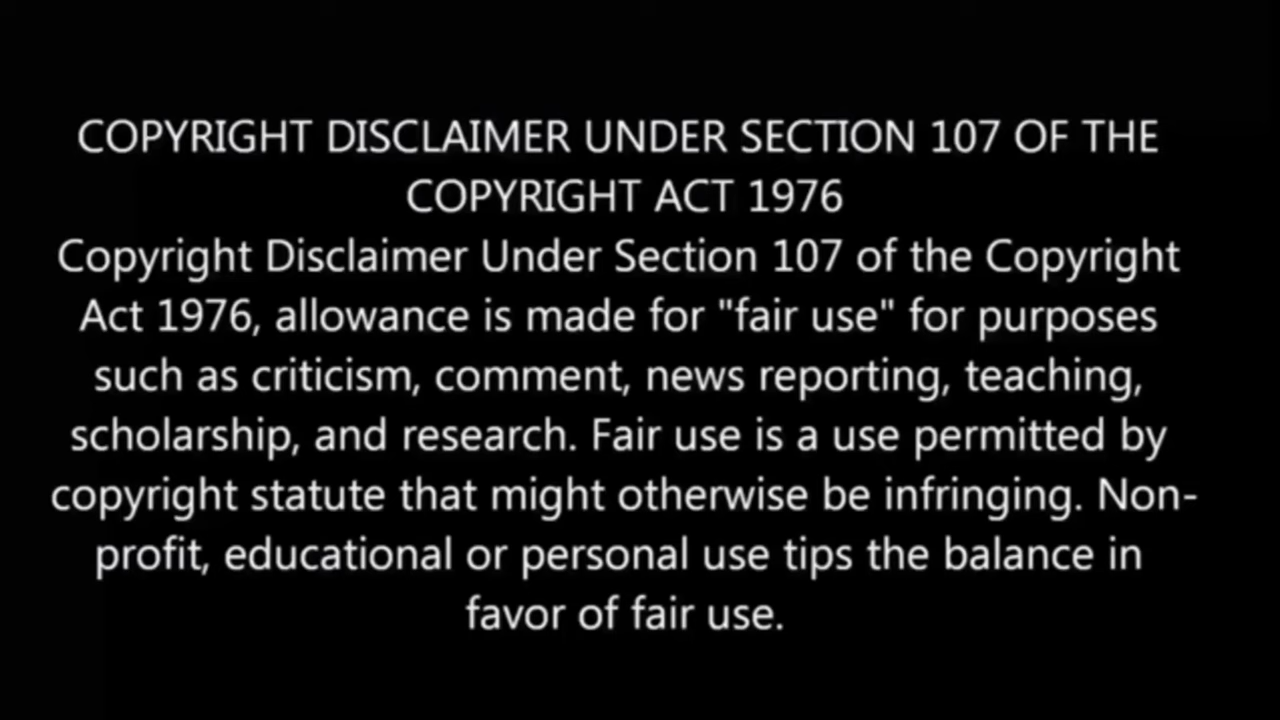 COPYRIGHT DISCLAIMER UNDER SECTION 107 OF THE
COPYRIGHT ACT 1976
Copyright Disclaimer Under Section 107 of the Copyright
Act 1976, allowance is made for "fair use" for purposes
such as criticism, comment, news reporting, teaching,
scholarship, and research. Fair use is a use permitted by
copyright statute that might otherwise be infringing. Non-
profit, educational or personal use tips the balance in
favor of fair use.